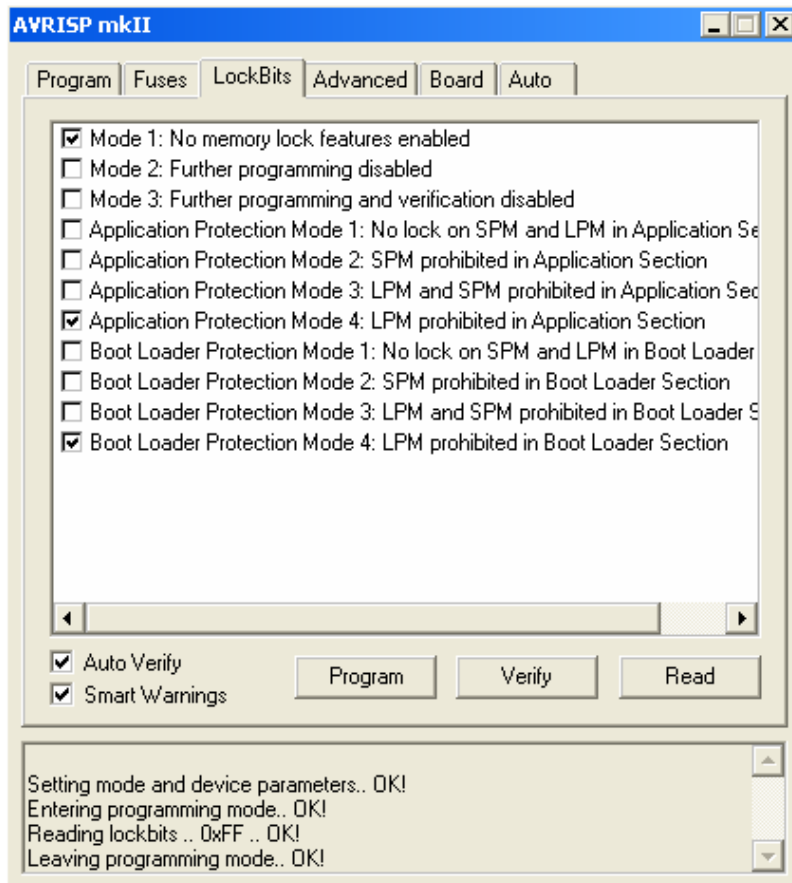 AVRISP mkII
Program Fuses LockBits Advanced Board Auto
Mode 1: No memory lock features enabled
Mode 2: Further programming disabled
Mode 3: Further programming and verification disabled
Application Protection Mode 1: No lock on SPM and LPM in Application Se
Application Protection Mode 2: SPM prohibited in Application Section
Application Protection Mode 3: LPM and SPM prohibited in Application Sec
Application Protection Mode 4: LPM prohibited in Application Section
Boot Loader Protection Mode 1: No lock on SPM and LPM in Boot Loader
Boot Loader Protection Mode 2: SPM prohibited in Boot Loader Section
Boot Loader Protection Mode 3: LPM and SPM prohibited in Boot Loader S
Boot Loader Protection Mode 4: LPM prohibited in Boot Loader Section
Auto Verify
Smart Warnings
Program Verify Read
Setting mode and device parameters.. OK!
Entering programming mode.. OK!
Reading lockbits .. 0xFF .. OK!
Leaving programming mode.. OK!